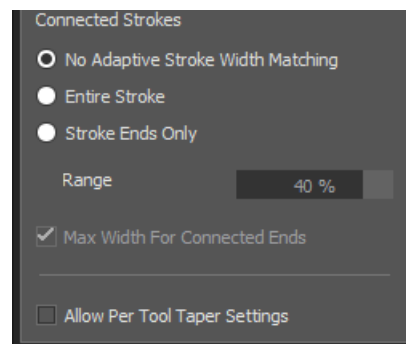 Connected Strokes
No Adaptive Stroke Width Matching
Entire Stroke
Stroke Ends Only
Range 40 %
Max Width For Connected Ends
Allow Per Tool Taper Settings